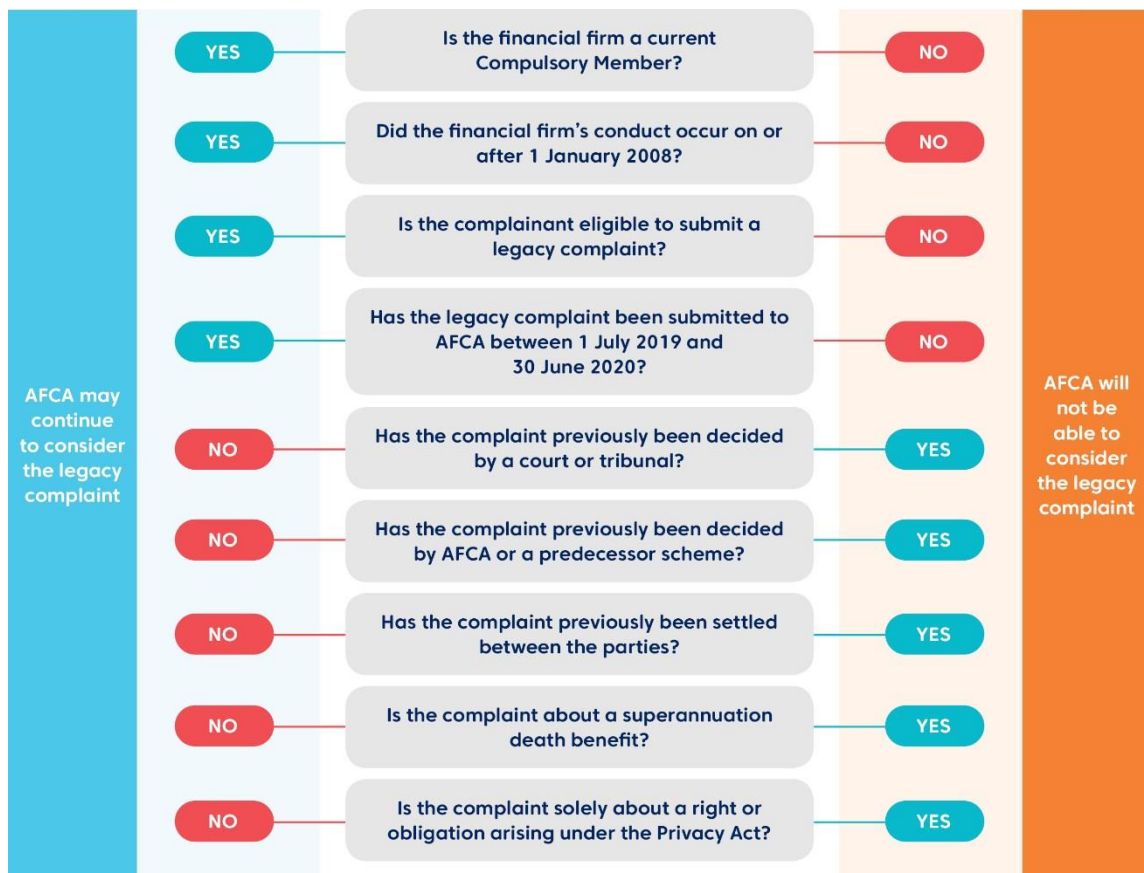 YES
Is the financial firm a current
Compulsory Member?
NO
YES
Did the financial firm's conduct occur on or
after 1 January 2008?
NO
YES
Is the complainant eligible to submit a
legacy complaint?
NO
YES
Has the legacy complaint been submitted to
AFCA between 1 July 2019 and
30 June 2020?
NO
AFCA may
continue
to consider
the legacy
complaint
NO
Has the complaint previously been decided
by a court or tribunal?
YES
AFCA will
not be
able to
consider
the legacy
complaint
NO
Has the complaint previously been decided
by AFCA or a predecessor scheme?
YES
NO
Has the complaint previously been settled
between the parties?
YES
NO
Is the complaint about a superannuation
death benefit?
YES
NO
Is the complaint solely about a right or
obligation arising under the Privacy Act?
YES